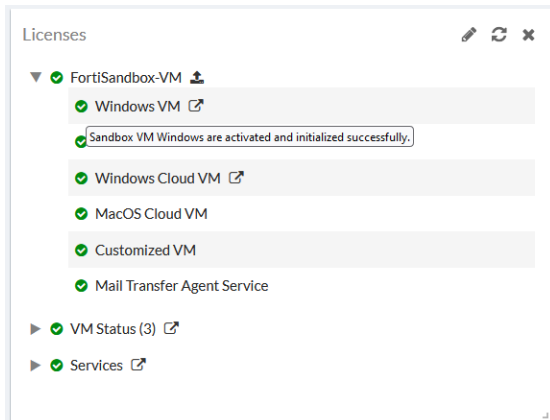 Licenses
FortiSandbox-VM
Windows VM
Sandbox VM Windows are activated and initialized successfully.
Windows Cloud VM
MacOS Cloud VM
Customized VM
Mail Transfer Agent Service
VM Status (3)
Services